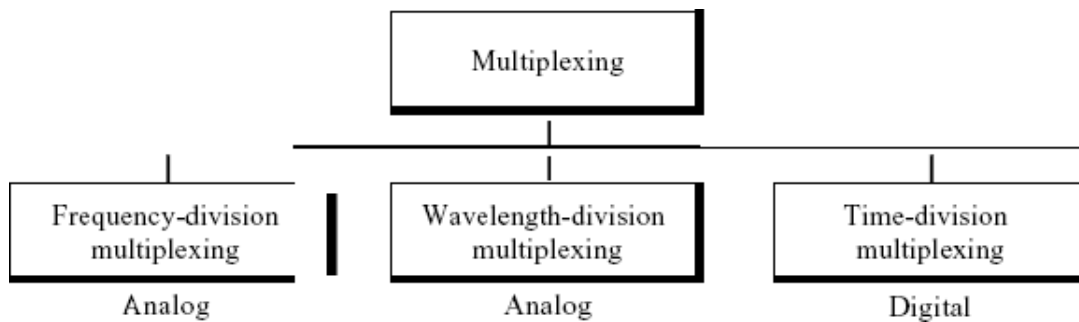 Multiplexing
Frequency-division
multiplexing
Wavelength-division
multiplexing
Time-division
multiplexing
Analog
Analog
Digital